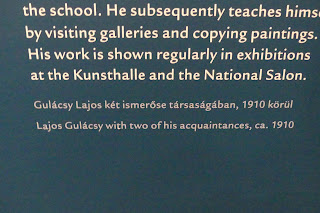 the school. He subsequently teaches himse
by visiting galleries and copying paintings.
His work is shown regularly in exhibitions
at the Kunsthalle and the National Salon.
Gulácsy Lajos két ismerőse társaságában, 1910 körül
Lajos Gulácsy with two of his acquaintances, ca. 1910